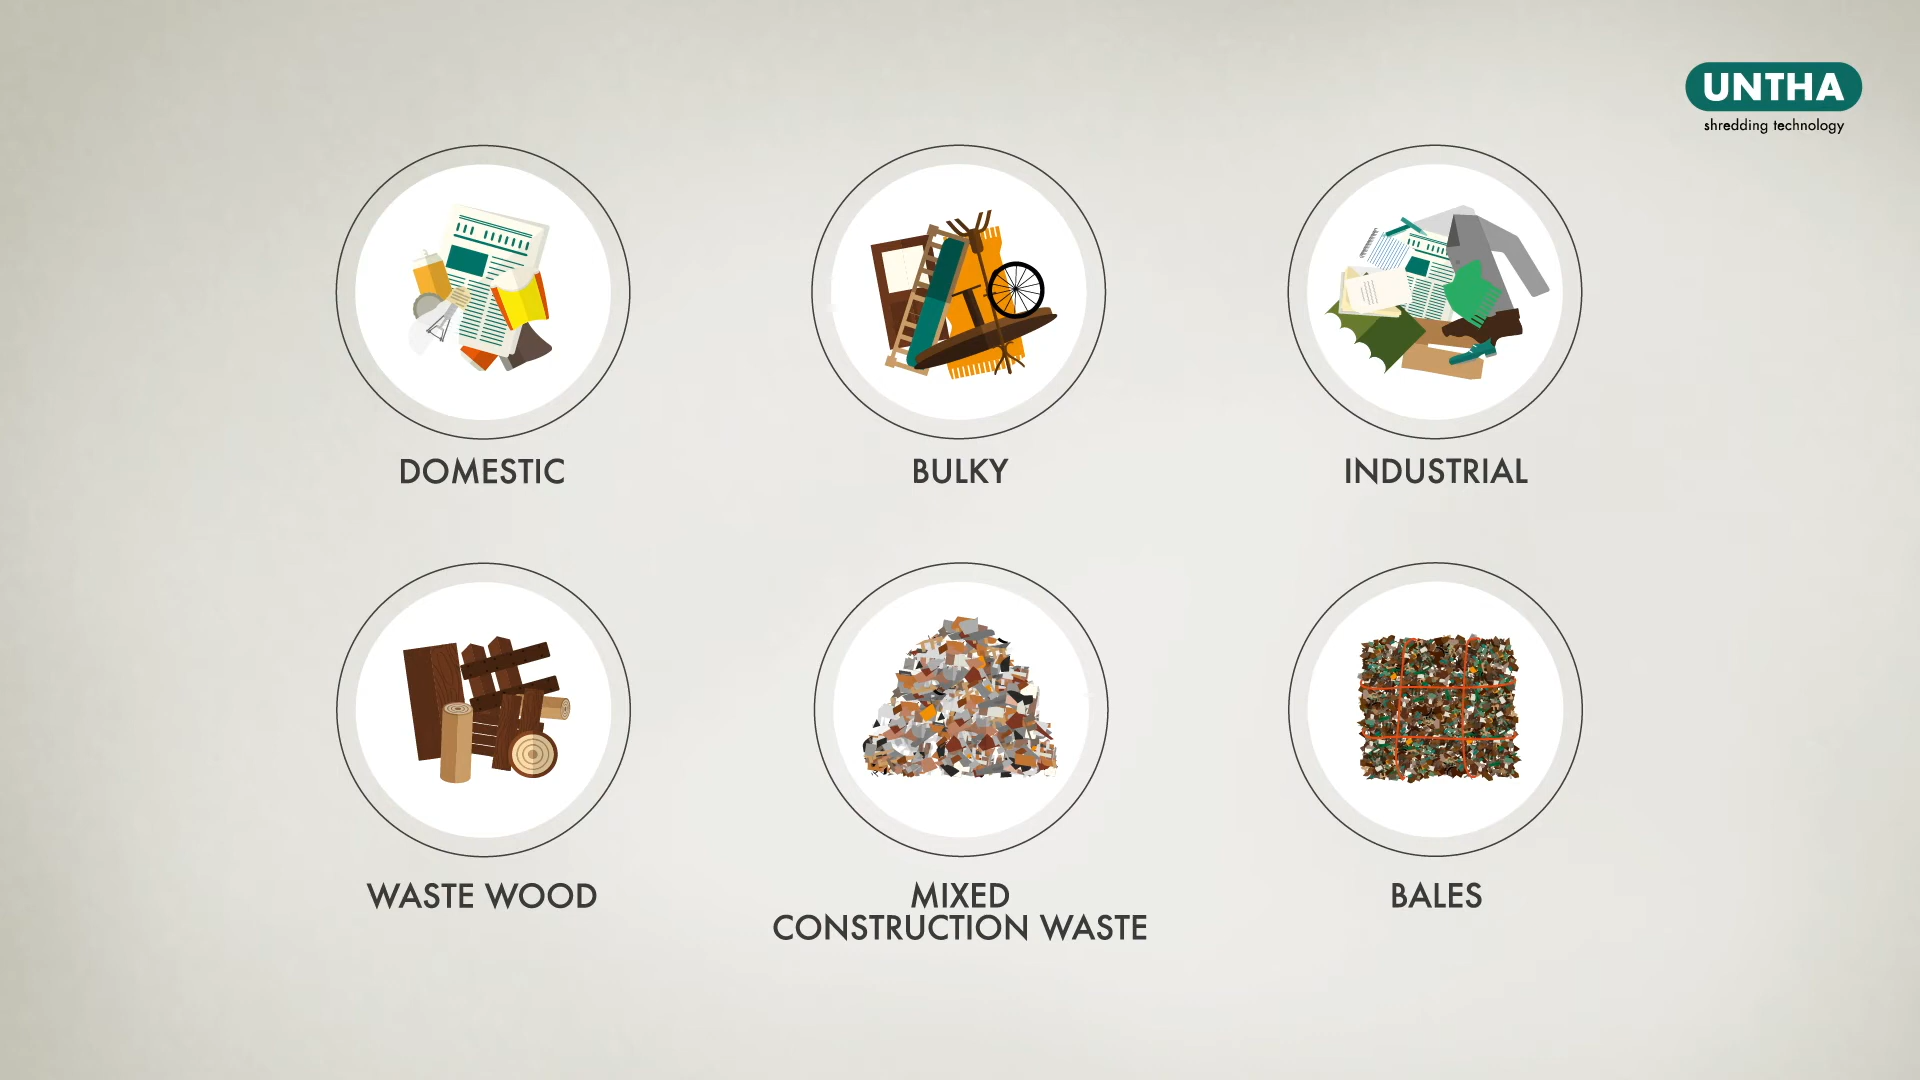 UNTHA
shredding technology
DOMESTIC
BULKY
INDUSTRIAL
WASTE WOOD
MIXED
CONSTRUCTION WASTE
BALES